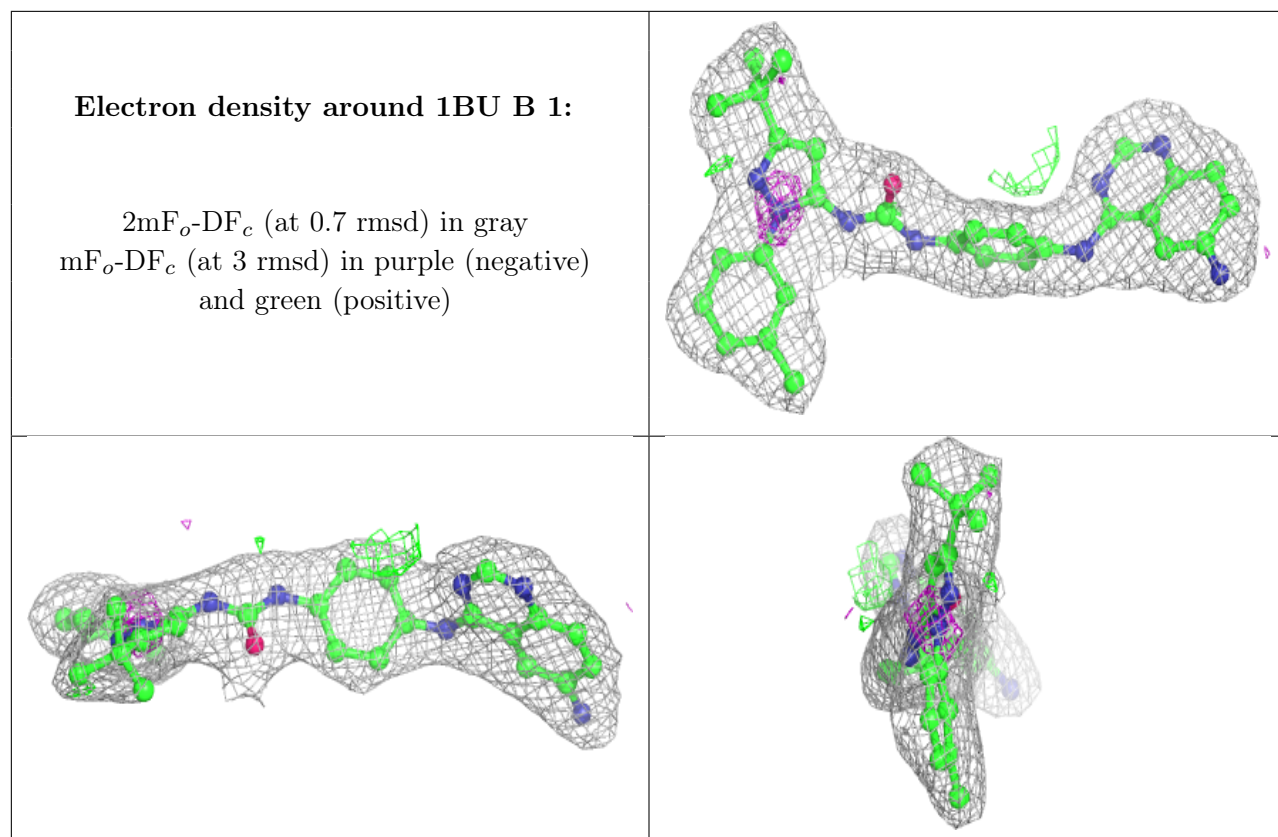 Electron density around 1BU B 1:
2mFo-DFc (at 0.7 rmsd) in gray
mFo-DFc (at 3 rmsd) in purple (negative)
and green (positive)